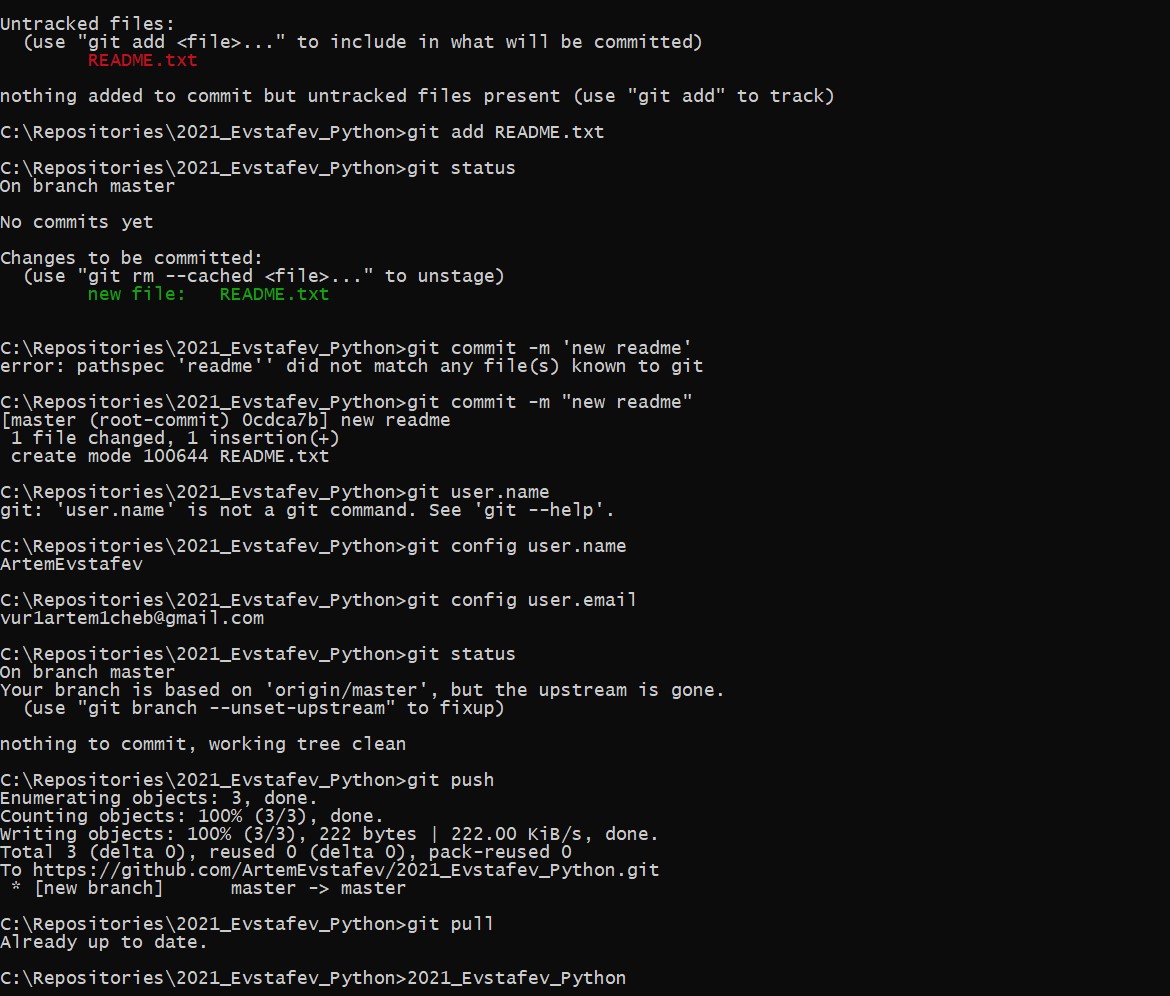 Untracked files:
  (use "git add <file>..." to include in what will be committed)
        README.txt

nothing added to commit but untracked files present (use "git add" to track)

C:\Repositories\2021_Evstafev_Python>git add README.txt

C:\Repositories\2021_Evstafev_Python>git status
On branch master

No commits yet

Changes to be committed:
  (use "git rm --cached <file>..." to unstage)
        new file:   README.txt


C:\Repositories\2021_Evstafev_Python>git commit -m 'new readme'
error: pathspec 'readme'' did not match any file(s) known to git

C:\Repositories\2021_Evstafev_Python>git commit -m "new readme"
[master (root-commit) 0cdca7b] new readme
 1 file changed, 1 insertion(+)
 create mode 100644 README.txt

C:\Repositories\2021_Evstafev_Python>git user.name
git: 'user.name' is not a git command. See 'git --help'.

C:\Repositories\2021_Evstafev_Python>git config user.name
ArtemEvstafev

C:\Repositories\2021_Evstafev_Python>git config user.email
vur1artem1cheb@gmail.com

C:\Repositories\2021_Evstafev_Python>git status
On branch master
Your branch is based on 'origin/master', but the upstream is gone.
  (use "git branch --unset-upstream" to fixup)

nothing to commit, working tree clean

C:\Repositories\2021_Evstafev_Python>git push
Enumerating objects: 3, done.
Counting objects: 100% (3/3), done.
Writing objects: 100% (3/3), 222 bytes | 222.00 KiB/s, done.
Total 3 (delta 0), reused 0 (delta 0), pack-reused 0
To https://github.com/ArtemEvstafev/2021_Evstafev_Python.git
 * [new branch]      master -> master

C:\Repositories\2021_Evstafev_Python>git pull
Already up to date.

C:\Repositories\2021_Evstafev_Python>2021_Evstafev_Python